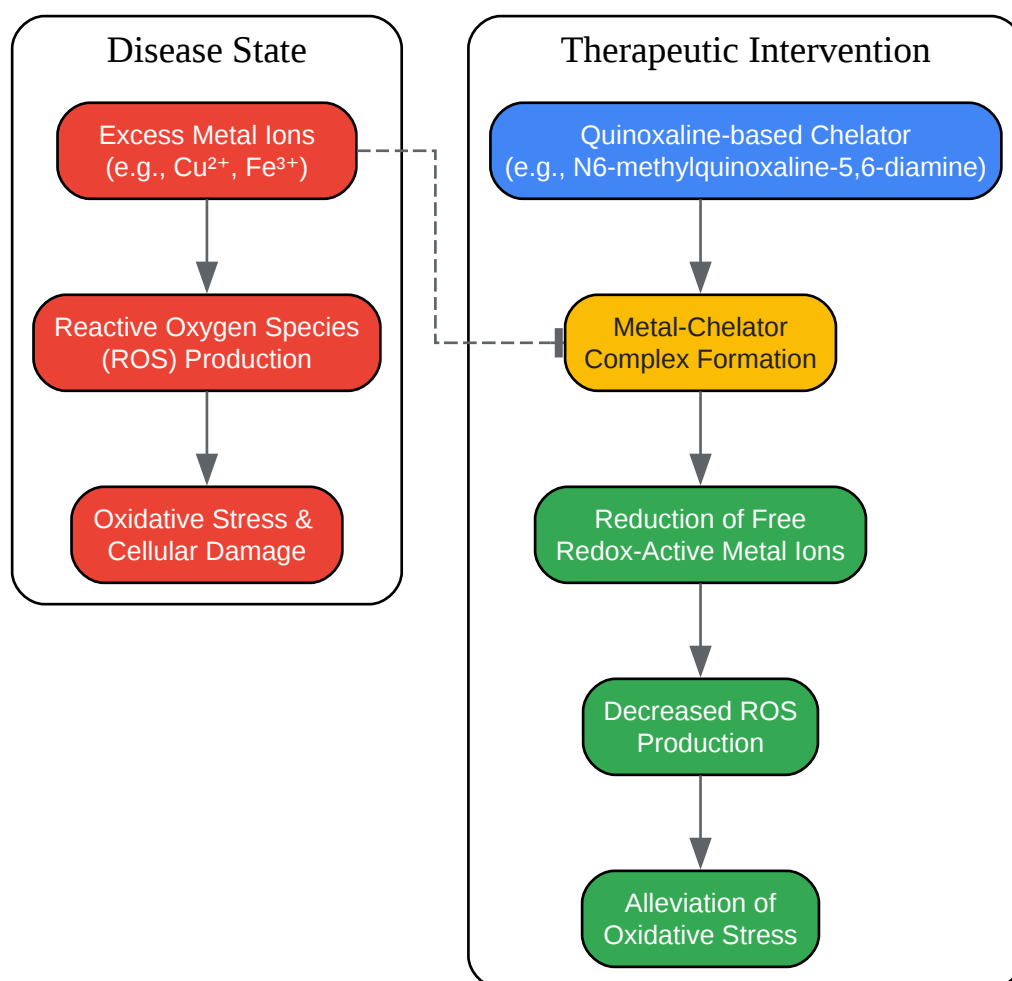 Disease State
Excess Metal Ions
(e.g., Cu²⁺, Fe³⁺)
Reactive Oxygen Species
(ROS) Production
Oxidative Stress &
Cellular Damage
Therapeutic Intervention
Quinoxaline-based Chelator
(e.g., N6-methylquinoxaline-5,6-diamine)
Metal-Chelator
Complex Formation
Reduction of Free
Redox-Active Metal Ions
Decreased ROS
Production
Alleviation of
Oxidative Stress